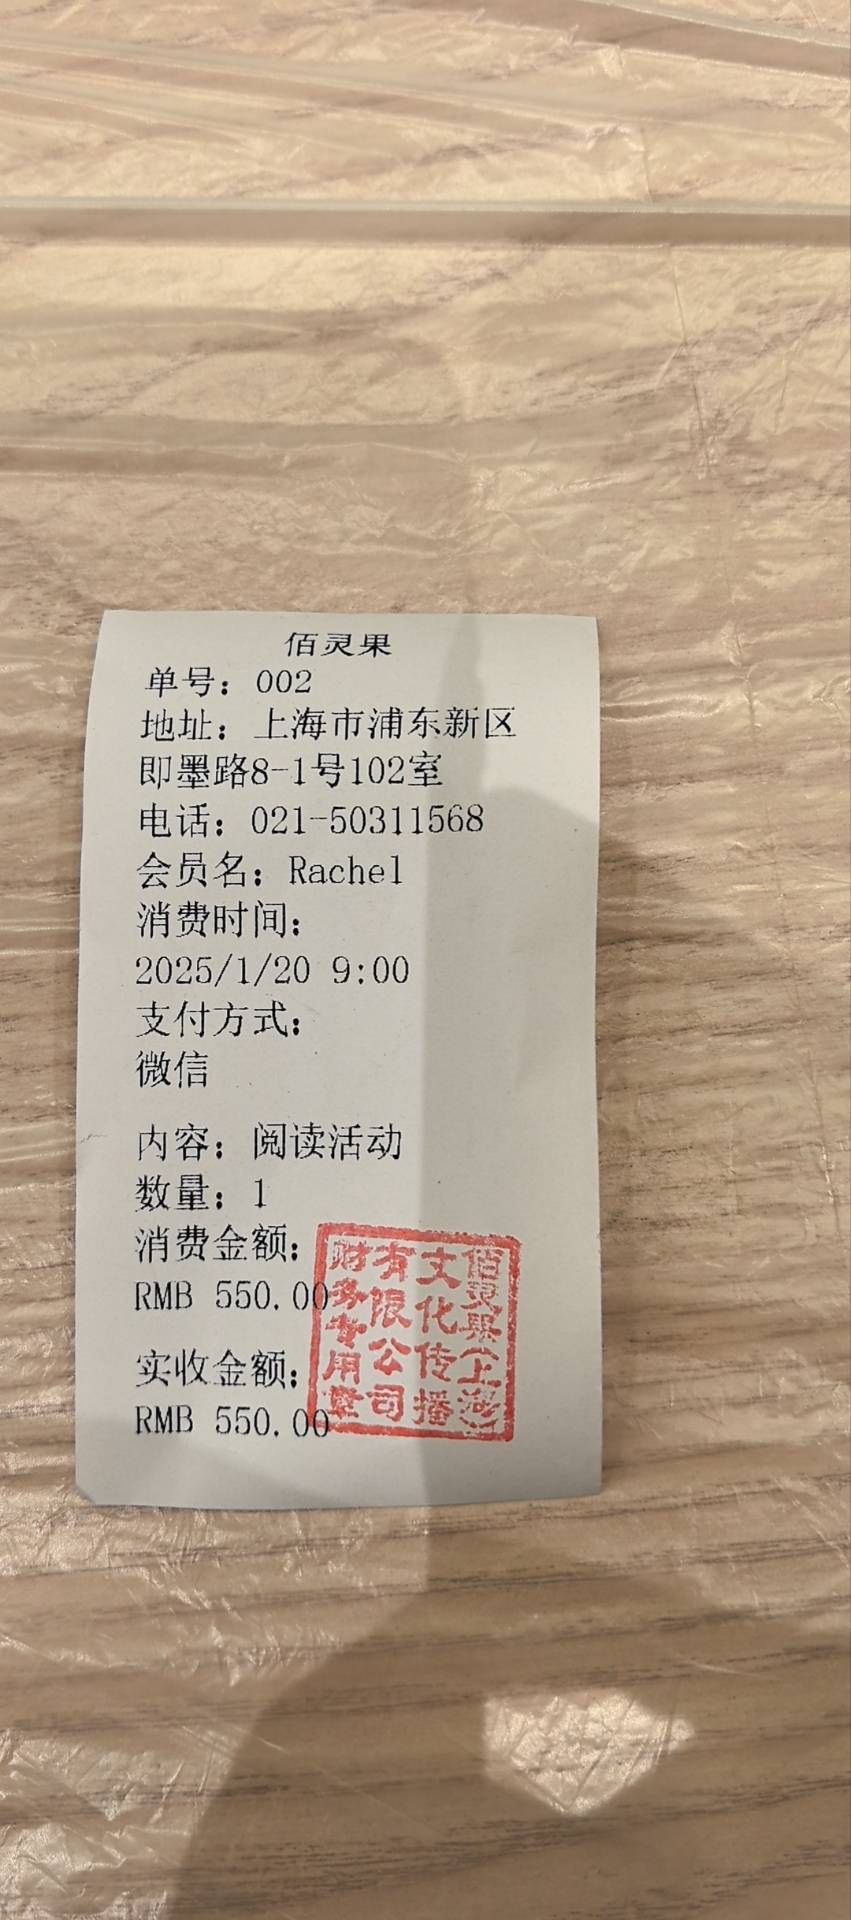 佰灵果
单号：002
地址：上海市浦东新区
即墨路8-1号102室
电话：021-50311568
会员名：Rachel
消费时间：
2025/1/20 9:00
支付方式：
微信
内容：阅读活动
数量：1
消费金额：
RMB 550.00
实收金额：
RMB 550.00
佰灵果(上海)
文化传播
有限公司
财务专用章